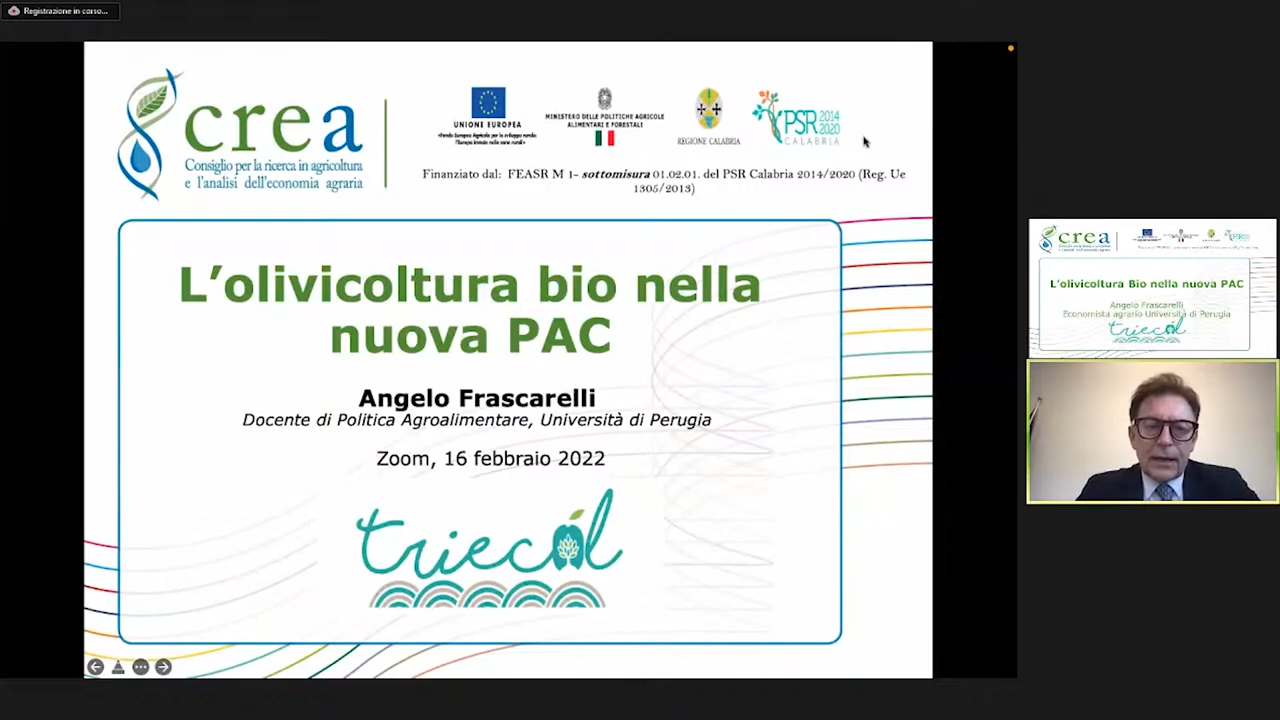 Registrazione in corso...
crea
Consiglio per la ricerca in agricoltura
e l'analisi dell'economia agraria
UNIONE EUROPEA
«Fondo Europeo Agricolo per lo sviluppo rurale:
l'Europa investe nelle zone rurali»
MINISTERO DELLE POLITICHE AGRICOLE
ALIMENTARI E FORESTALI
REGIONE CALABRIA
PSR 2014
2020
CALABRIA
Finanziato dal: FEASR M 1- sottomisura 01.02.01. del PSR Calabria 2014/2020 (Reg. Ue
1305/2013)
L'olivicoltura bio nella
nuova PAC
Angelo Frascarelli
Docente di Politica Agroalimentare, Università di Perugia
Zoom, 16 febbraio 2022
triecol
crea
L'olivicoltura Bio nella nuova PAC
Angelo Frascarelli
Economista agrario Università di Perugia
triecol